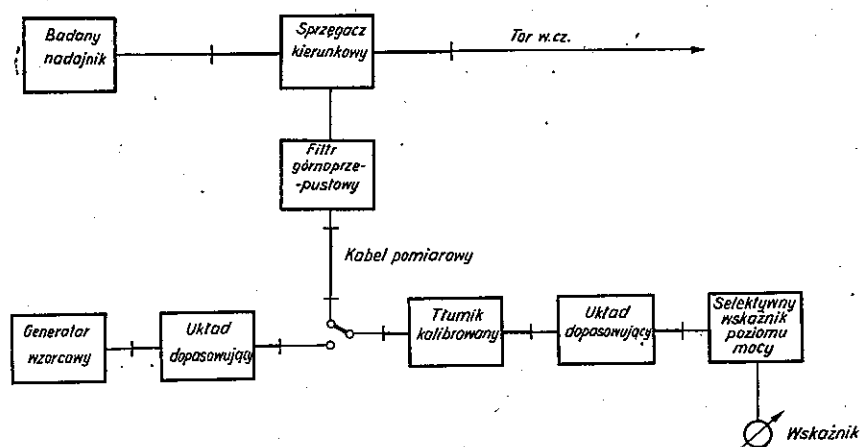 Badany
nadajnik
Sprzęgacz
kierunkowy
Tor w.cz.
Filtr
górnoprze-
-pustowy
Kabel pomiarowy
Generator
wzorcowy
Układ
dopasowujący
Tłumik
kalibrowany
Układ
dopasowujący
Selektywny
wskaźnik
poziomu
mocy
Wskaźnik